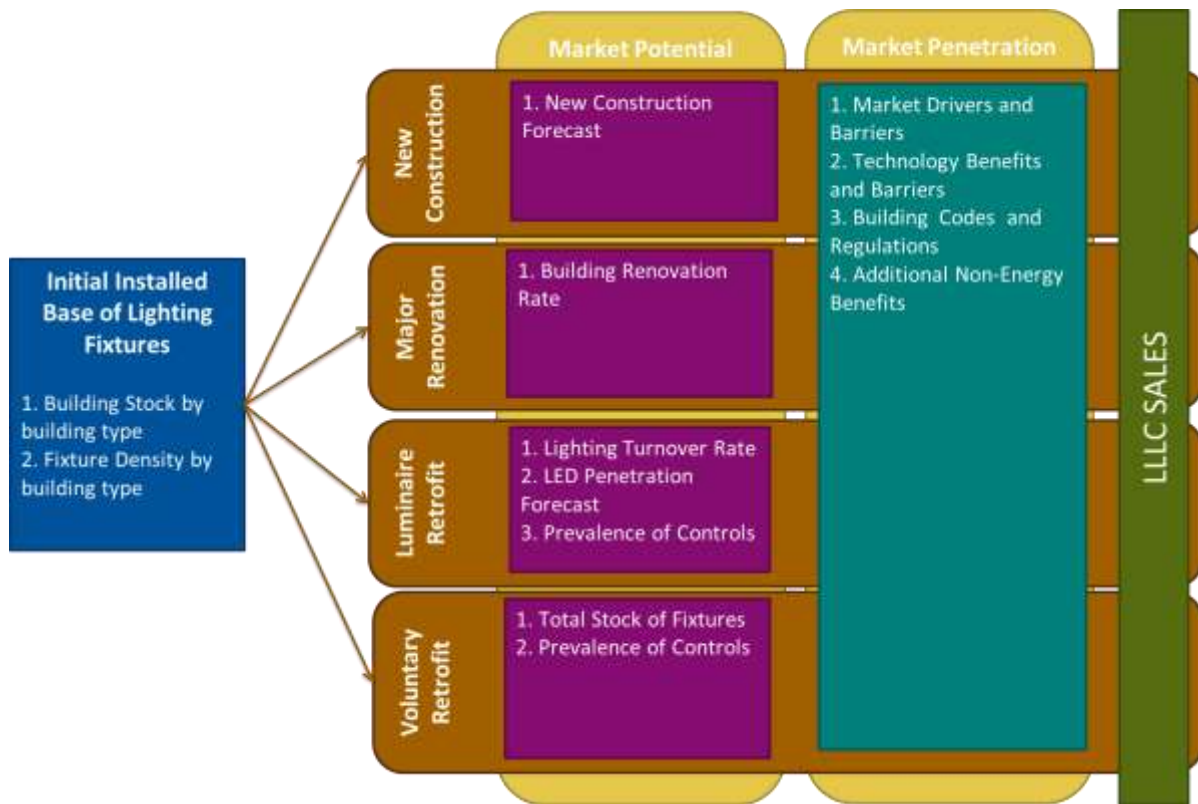 Market Potential
Market Penetration
New
Construction
1. New Construction
Forecast
1. Market Drivers and
Barriers
2. Technology Benefits
and Barriers
3. Building Codes and
Regulations
4. Additional Non-Energy
Benefits
Initial Installed
Base of Lighting
Fixtures
1. Building Stock by
building type
2. Fixture Density by
building type
Major
Renovation
1. Building Renovation
Rate
Luminaire
Retrofit
1. Lighting Turnover Rate
2. LED Penetration
Forecast
3. Prevalence of Controls
Voluntary
Retrofit
1. Total Stock of Fixtures
2. Prevalence of Controls
LLLC SALES